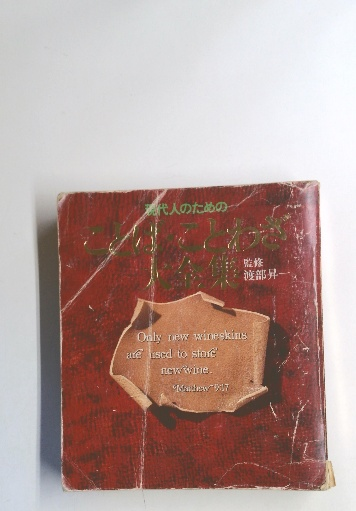 現代人のための
ことば・ことわざ
大全集
監修
渡部昇一
Only new wineskins
are used to store
new wine.
"Matthew" 9:17